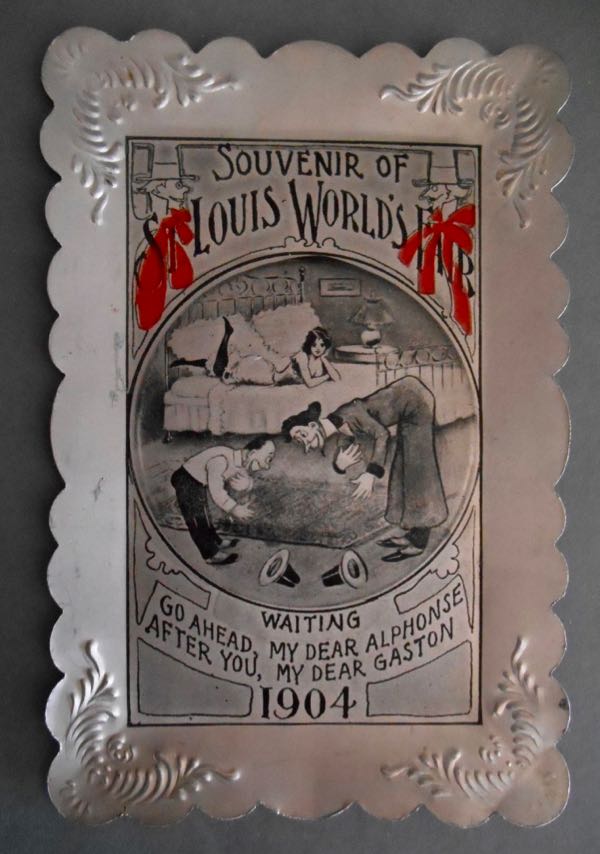 SOUVENIR OF
ST. LOUIS WORLD'S FAIR
WAITING
GO AHEAD, MY DEAR ALPHONSE
AFTER YOU, MY DEAR GASTON
1904